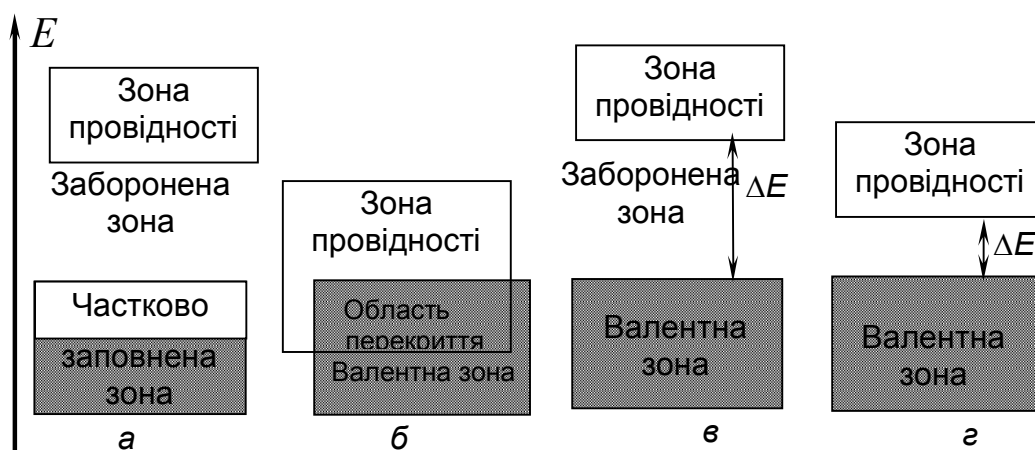 E
Зона
провідності
Заборонена
зона
Частково
заповнена
зона
а
Зона
провідності
Область
перекриття
Валентна зона
б
Зона
провідності
Заборонена
зона
ΔE
Валентна
зона
в
Зона
провідності
ΔE
Валентна
зона
г